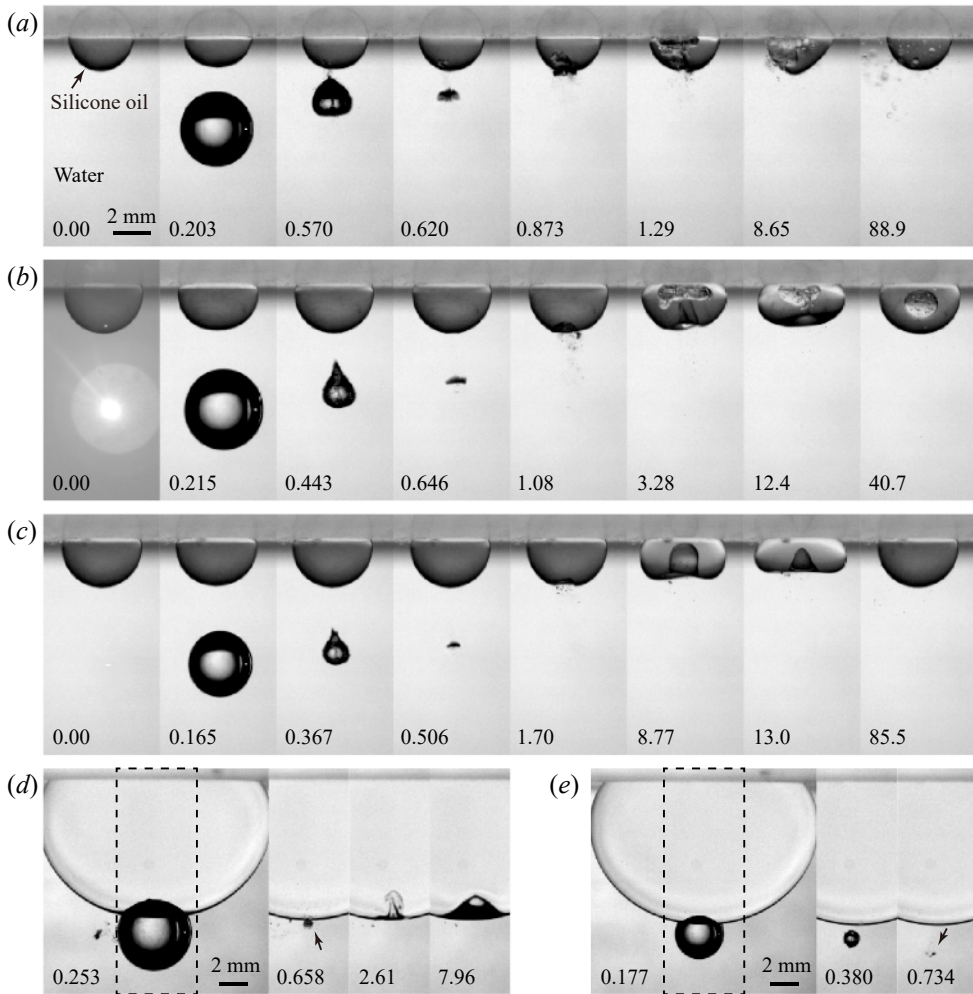 (a)
Silicone oil
Water
2 mm
0.00 0.203 0.570 0.620 0.873 1.29 8.65 88.9
(b)
0.00 0.215 0.443 0.646 1.08 3.28 12.4 40.7
(c)
0.00 0.165 0.367 0.506 1.70 8.77 13.0 85.5
(d) (e)
0.253 2 mm 0.658 2.61 7.96 0.177 2 mm 0.380 0.734